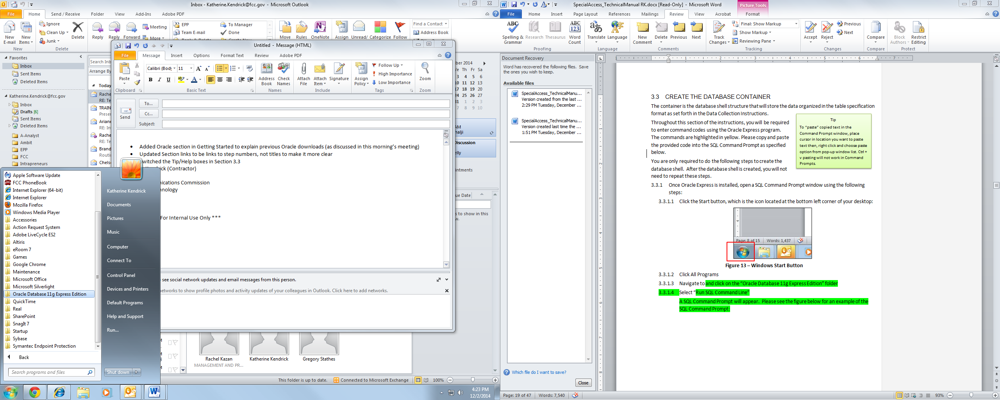 Inbox - Katherine.Kendrick@fcc.gov - Microsoft Outlook
File Home Send / Receive Folder View Add-Ins Adobe PDF
New E-mail
New Items
New
Ignore
Clean Up
Junk
Delete
Delete
Reply
Reply
Forward
Meeting
More
EPP
Team E-mail
To Manager
Done
Move
Rules
OneNote
Assign
Unread/
Categorize
Follow
Find a Contact
Address Book
Favorites
Inbox
Sent Items
Deleted Items
Katherine.Kendrick@fcc.gov
Inbox
Drafts [6]
Sent Items
Deleted Items
A-Analyst
Ambit
EPP
FCC
Intrapreneurs
Search Inb
Arrange By
Today
Rache
RE: Te
TRAIN
Presen
Ariane
RE: Int
Rache
RE: Te
Brand
Routin
Chels
Untitled - Message (HTML)
File Message Insert Options Format Text Review Adobe PDF
Paste
Clipboard
Calibri (Body 11
B I U
Basic Text
Address Book
Check Names
Names
Attach File
Attach Item
Signature
Include
Assign Policy
Follow Up
High Importance
Low Importance
Tags
Zoom
Zoom
Send
To...
Cc...
Subject:
• Added Oracle section in Getting Started to explain previous Oracle downloads (as discussed in this morning's meeting)
• Updated Section links to be links to step numbers, not titles to make it more clear
witched the Tip/Help boxes in Section 3.3
rick (Contractor)
nications Commission
hnology
For Internal Use Only ***
see social network updates and email messages from this person.
etworks to show profile photos and activity updates of your colleagues in Outlook. Click here to add networks.
Rachel Kazan
MANAGEMENT AND PR...
Katherine Kendrick
Gregory Stathes
ber 2014
We Th Fr Sa
3 4 5 6
10 11 12 13
17 18 19 20
24 25 26 27
31 1 2 3
7 8 9 10
AM
nalji
Discussion
elly
intments
ue Date
s to show in this
w.
Apple Software Update
FCC PhoneBook
Internet Explorer (64-bit)
Internet Explorer
Mozilla Firefox
Windows Media Player
Accessories
Action Request System
Adobe LiveCycle ES2
Altiris
eRoom 7
Games
Google Chrome
Maintenance
Microsoft Office
Microsoft Silverlight
Oracle Database 11g Express Edition
QuickTime
Real
SharePoint
SnagIt 7
Startup
Sybase
Symantec Endpoint Protection
Back
Search programs and files
Katherine Kendrick
Documents
Pictures
Music
Computer
Connect To
Control Panel
Devices and Printers
Default Programs
Help and Support
Run...
Shut down
This folder is up to date.
Connected to Microsoft Exchange
100%
4:23 PM
12/2/2014
SpecialAccess_TechnicalManual RK.docx [Read-Only] - Microsoft Word
Picture Tools
File Home Insert Page Layout References Mailings Review View Acrobat Format
Spelling & Grammar
Research
Thesaurus
Word Count
Proofing
Translate
Language
Language
New Comment
Delete
Previous
Next
Comments
Track Changes
Final: Show Markup
Show Markup
Reviewing Pane
Tracking
Accept
Reject
Previous
Next
Changes
Compare
Compare
Block Authors
Restrict Editing
Protect
Document Recovery
Word has recovered the following files. Save
the ones you wish to keep.
Available files
SpecialAccess_TechnicalManu...
Version created from the last ...
2:29 PM Tuesday, December ...
SpecialAccess_TechnicalManu...
Version created last time the ...
1:51 PM Tuesday, December ...
Which file do I want to save?
Close
3.3 CREATE THE DATABASE CONTAINER
The container is the database shell structure that will store the data organized in the table specification
format as set forth in the Data Collection Instructions.
Throughout this section of the instructions, you will be required
to enter command codes using the Oracle Express program.
The commands are highlighted in yellow. Please copy and paste
the provided code into the SQL Command Prompt as specified
below.
You are only required to do the following steps to create the
database shell. After the database shell is created, you will not
need to repeat these steps.
Tip
To "paste" copied text in the
Command Prompt window, place
cursor in location you want to paste
text then, right click and choose paste
option from pop-up window list. Ctrl +
v pasting will not work in Command
Prompts.
3.3.1 Once Oracle Express is installed, open a SQL Command Prompt window using the following
steps:
3.3.1.1 Click the Start button, which is the icon located at the bottom left corner of your desktop:
Page: 8 of 15 Words: 1,437
Figure 13 – Windows Start Button
3.3.1.2 Click All Programs
3.3.1.3 Navigate to and click on the "Oracle Database 11g Express Edition" folder
3.3.1.4 Select "Run SQL Command Line"
A SQL Command Prompt will appear. Please see the figure below for an example of the
SQL Command Prompt:
Page: 19 of 47 Words: 7,540
93%